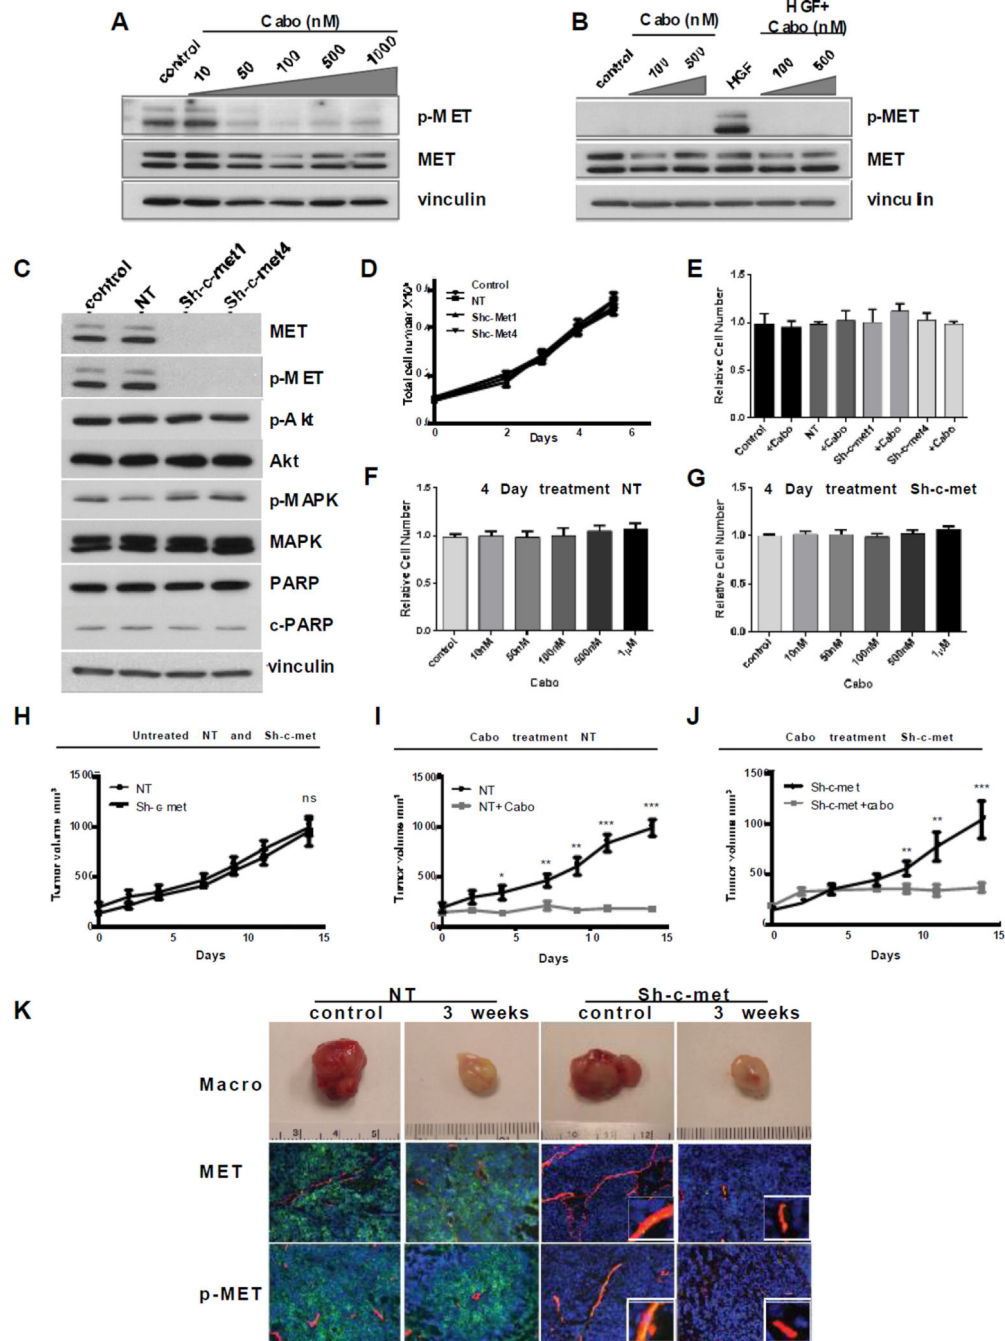 A
Cabo (nM)
control
10
50
100
500
1000
p-MET
MET
vinculin
B
Cabo (nM)
HGF+
Cabo (nM)
control
100
500
HGF
100
500
p-MET
MET
vinculin
C
control
NT
Sh-c-met1
Sh-c-met4
MET
p-MET
p-Akt
Akt
p-MAPK
MAPK
PARP
c-PARP
vinculin
D
Control
NT
Shc-Met1
Shc-Met4
0
2
4
6
Days
E
Relative Cell Number
1.5
1.0
0.5
0.0
Control
+Cabo
NT
+Cabo
Sh-c-met1
+Cabo
Sh-c-met4
+Cabo
F
4 Day treatment NT
Relative Cell Number
1.5
1.0
0.5
0.0
control
10nM
50nM
100nM
500nM
1μM
Cabo
G
4 Day treatment Sh-c-met
Relative Cell Number
1.5
1.0
0.5
0.0
control
10nM
50nM
100nM
500nM
1μM
Cabo
H
Untreated NT and Sh-c-met
Tumor volume mm³
1500
1000
500
0
NT
Sh-c-met
ns
0
5
10
15
Days
I
Cabo treatment NT
Tumor volume mm³
1500
1000
500
0
NT
NT+Cabo
*
**
**
***
***
0
5
10
15
Days
J
Cabo treatment Sh-c-met
Tumor volume mm³
1500
1000
500
0
Sh-c-met
Sh-c-met+cabo
**
**
***
0
5
10
15
Days
K
NT
Sh-c-met
control
3 weeks
control
3 weeks
Macro
3
4
5
10
11
12
MET
p-MET